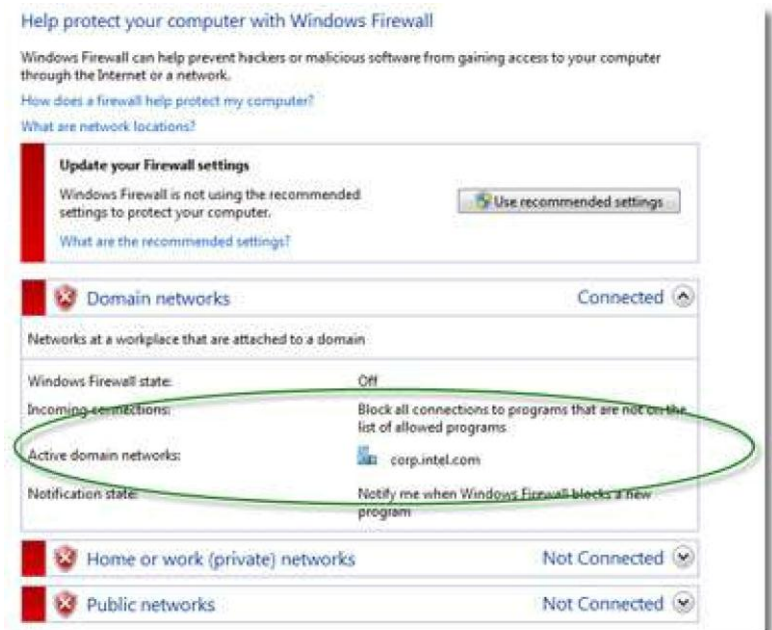 Help protect your computer with Windows Firewall
Windows Firewall can help prevent hackers or malicious software from gaining access to your computer
through the Internet or a network.
How does a firewall help protect my computer?
What are network locations?
Update your Firewall settings
Windows Firewall is not using the recommended
settings to protect your computer.
Use recommended settings
What are the recommended settings?
Domain networks Connected
Networks at a workplace that are attached to a domain
Windows Firewall state: Off
Incoming connections: Block all connections to programs that are not on the
list of allowed programs
Active domain networks: corp.intel.com
Notification state: Notify me when Windows Firewall blocks a new
program
Home or work (private) networks Not Connected
Public networks Not Connected